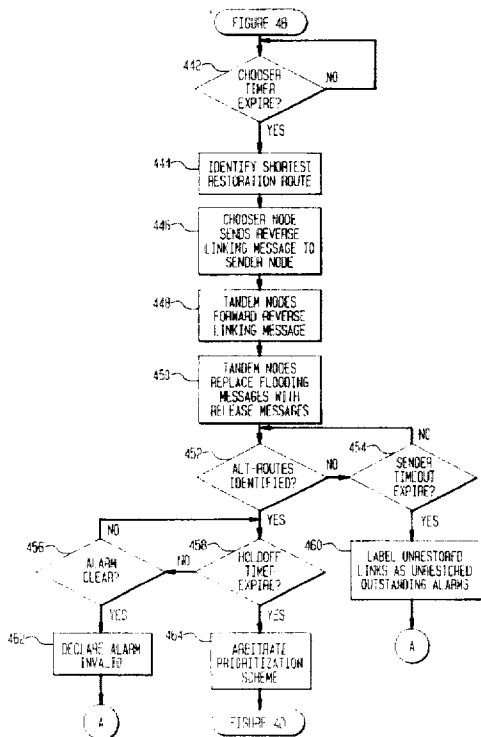 FIGURE 4B
442
CHOOSER
TIMER
EXPIRE?
NO
YES
444
IDENTIFY SHORTEST
RESTORATION ROUTE
446
CHOOSER NODE
SENDS REVERSE
LINKING MESSAGE TO
SENDER NODE
448
TANDEM NODES
FORWARD REVERSE
LINKING MESSAGE
450
TANDEM NODES
REPLACE FLOODING
MESSAGES WITH
RELEASE MESSAGES
452
ALT-ROUTES
IDENTIFIED?
NO
YES
454
NO
SENDER
TIMEOUT
EXPIRE?
YES
456
NO
ALARM
CLEAR?
YES
458
NO
HOLDOFF
TIMER
EXPIRE?
YES
460
LABEL UNRESTORED
LINKS AS
OUTSTANDING ALARMS
A
462
DECLARE ALARM
INVALID
A
464
ARBITRATE
PRIORITIZATION
SCHEME
FIGURE 4D